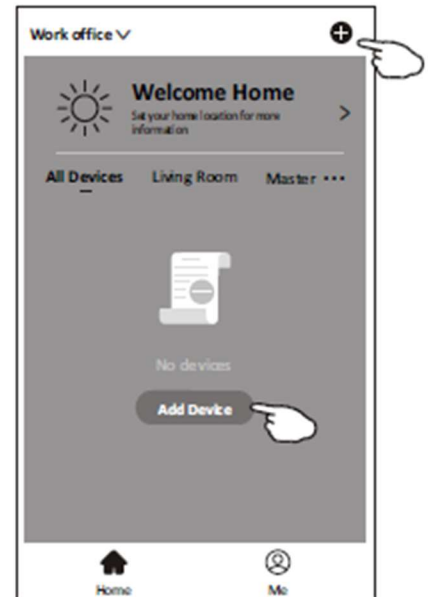 Work office
Welcome Home
Set your home location for more
information
All Devices Living Room Master ...
No devices
Add Device
Home Me